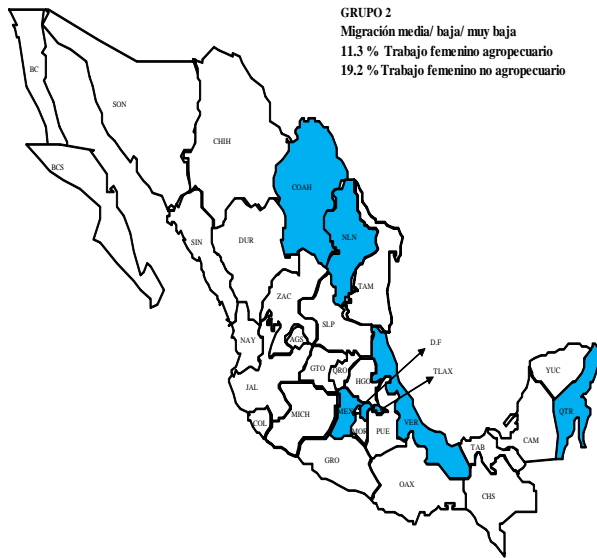 GRUPO 2
Migración media/ baja/ muy baja
11.3 % Trabajo femenino agropecuario
19.2 % Trabajo femenino no agropecuario
BC
SON
CHIH
COAH
BCS
NLN
SIN
DUR
TAM
ZAC
SLP
NAY
AGS
D.F
GTO
QRO
HGO
TLAX
YUC
JAL
MEX
QTR
COL
MICH
MOR
PUE
VER
TAB
CAM
GRO
OAX
CHS